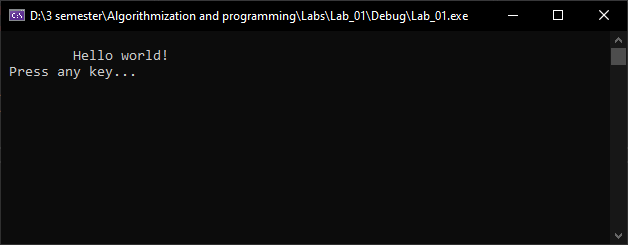 D:\3 semester\Algorithmization and programming\Labs\Lab_01\Debug\Lab_01.exe
Hello world!
Press any key...